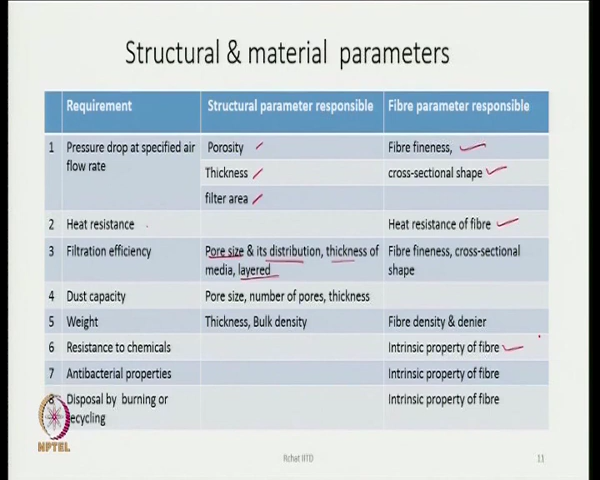 Structural & material parameters
Requirement Structural parameter responsible Fibre parameter responsible
1 Pressure drop at specified air Porosity Fibre fineness,
flow rate Thickness cross-sectional shape
filter area
2 Heat resistance Heat resistance of fibre
3 Filtration efficiency Pore size & its distribution, thickness of Fibre fineness, cross-sectional
media, layered shape
4 Dust capacity Pore size, number of pores, thickness
5 Weight Thickness, Bulk density Fibre density & denier
6 Resistance to chemicals Intrinsic property of fibre
7 Antibacterial properties Intrinsic property of fibre
8 Disposal by burning or Intrinsic property of fibre
recycling
NPTEL
Rchat IITD 11